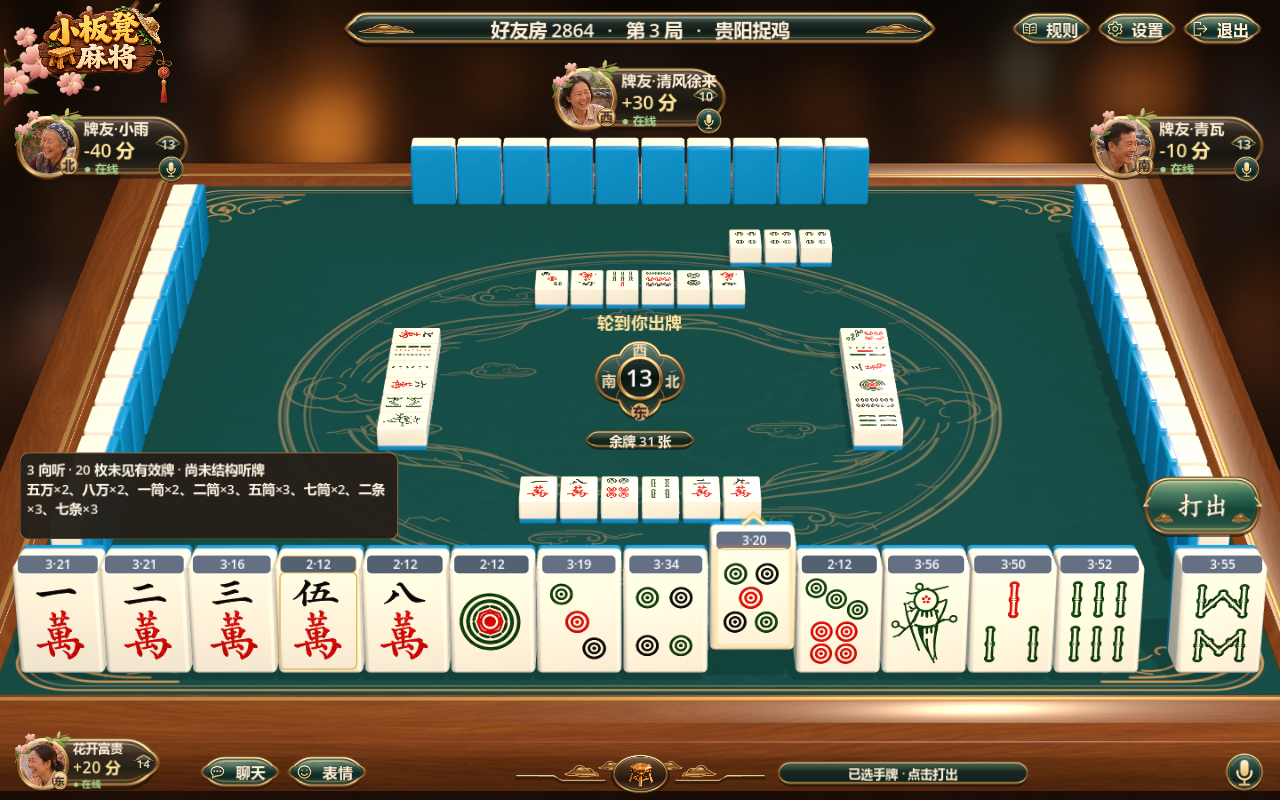 小板凳
麻将
好友房 2864 · 第 3 局 · 贵阳捉鸡
规则
设置
退出
牌友·清风徐来
+30 分
10
在线
西
牌友·小雨
-40 分
13
在线
北
牌友·青瓦
-10 分
13
在线
南
轮到你出牌
西
南 13 北
东
余牌 31 张
3 向听 · 20 枚未见有效牌 · 尚未结构听牌
五万×2、八万×2、一筒×2、二筒×3、五筒×3、七筒×2、二条
×3、七条×3
打出
3·21 3·21 3·16 2·12 2·12 2·12 3·19 3·34 3·20 2·12 3·56 3·50 3·52 3·55
一萬 二萬 三萬 伍萬 八萬
花开富贵
+20 分
14
在线
东
聊天
表情
已选手牌 · 点击打出